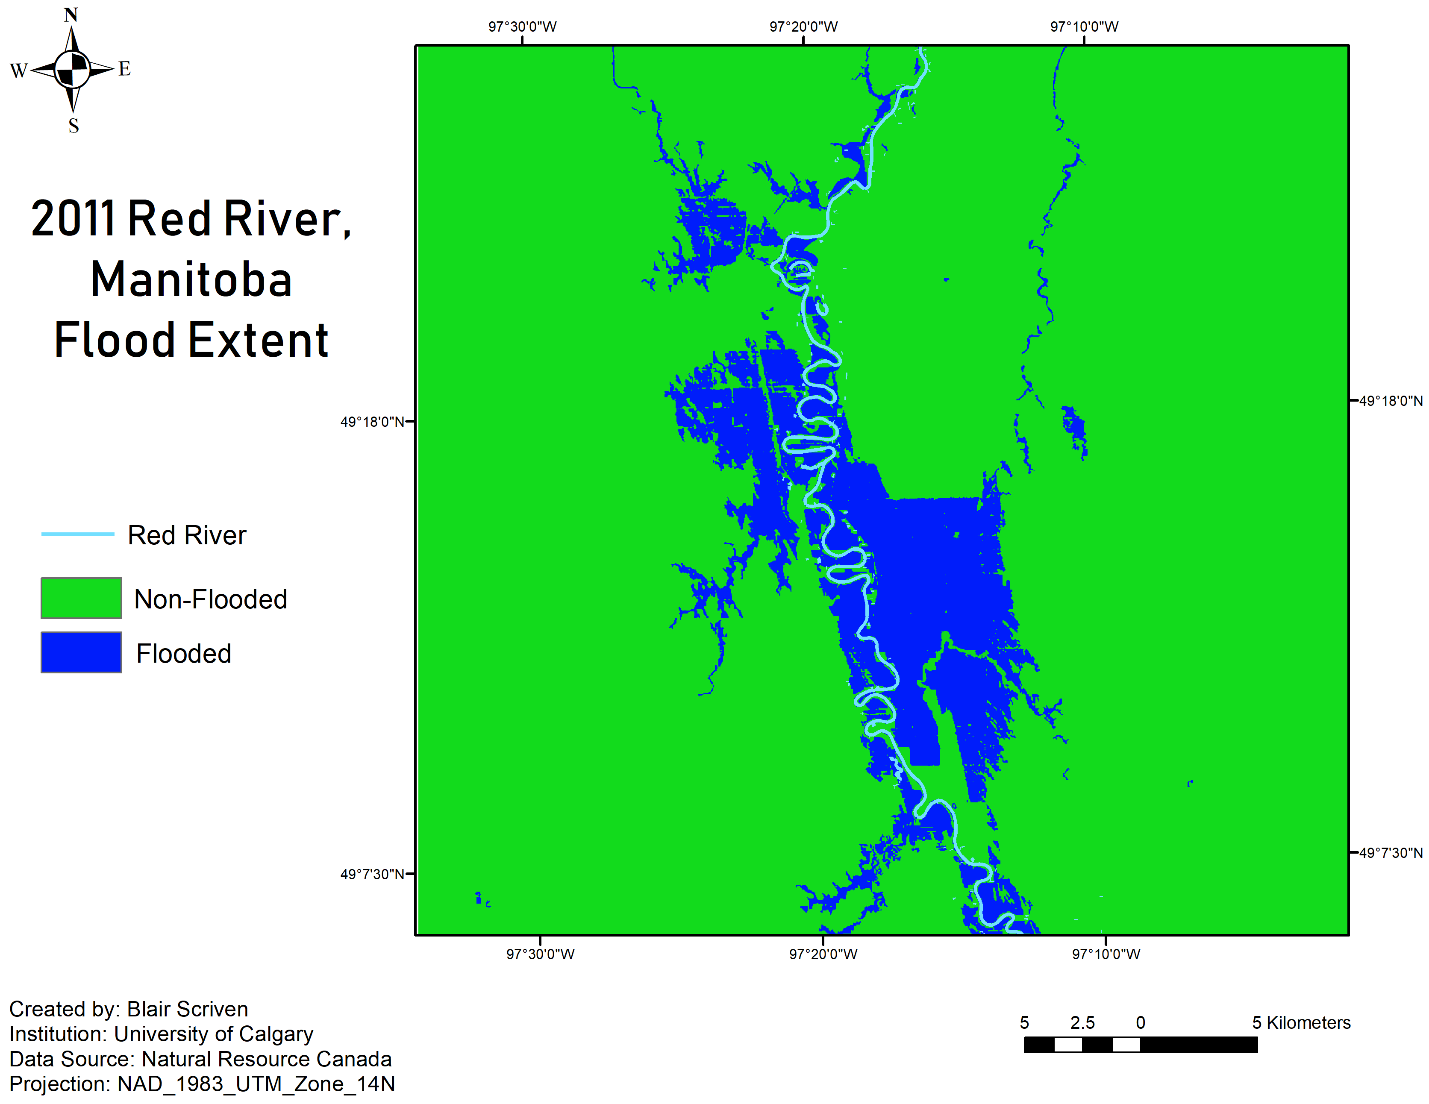 N
W E
S
2011 Red River,
Manitoba
Flood Extent
Red River
Non-Flooded
Flooded
97°30'0"W 97°20'0"W 97°10'0"W
49°18'0"N 49°18'0"N
49°7'30"N 49°7'30"N
97°30'0"W 97°20'0"W 97°10'0"W
Created by: Blair Scriven
Institution: University of Calgary
Data Source: Natural Resource Canada
Projection: NAD_1983_UTM_Zone_14N
5 2.5 0 5 Kilometers